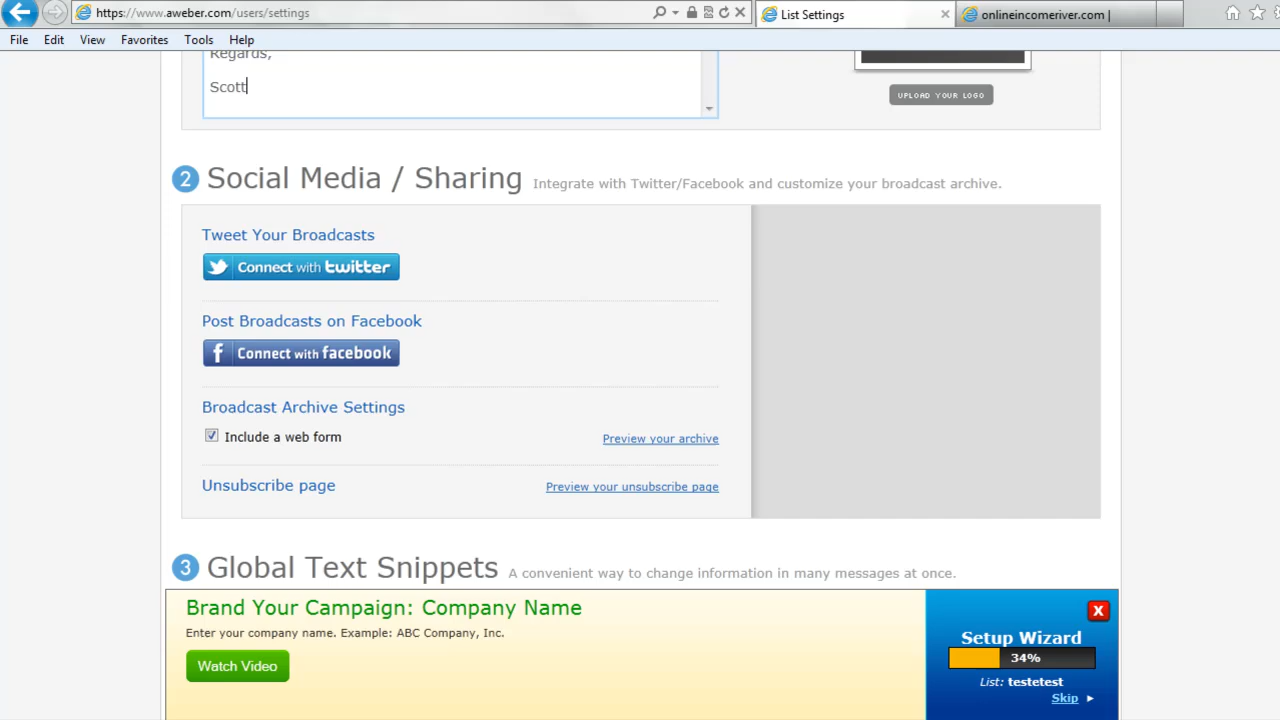 https://www.aweber.com/users/settings
List Settings
onlineincomeriver.com |
File Edit View Favorites Tools Help
Regards,
Scott
UPLOAD YOUR LOGO
2 Social Media / Sharing Integrate with Twitter/Facebook and customize your broadcast archive.
Tweet Your Broadcasts
Connect with twitter
Post Broadcasts on Facebook
f Connect with facebook
Broadcast Archive Settings
Include a web form Preview your archive
Unsubscribe page Preview your unsubscribe page
3 Global Text Snippets A convenient way to change information in many messages at once.
Brand Your Campaign: Company Name
Enter your company name. Example: ABC Company, Inc.
Watch Video
X
Setup Wizard
34%
List: testetest
Skip